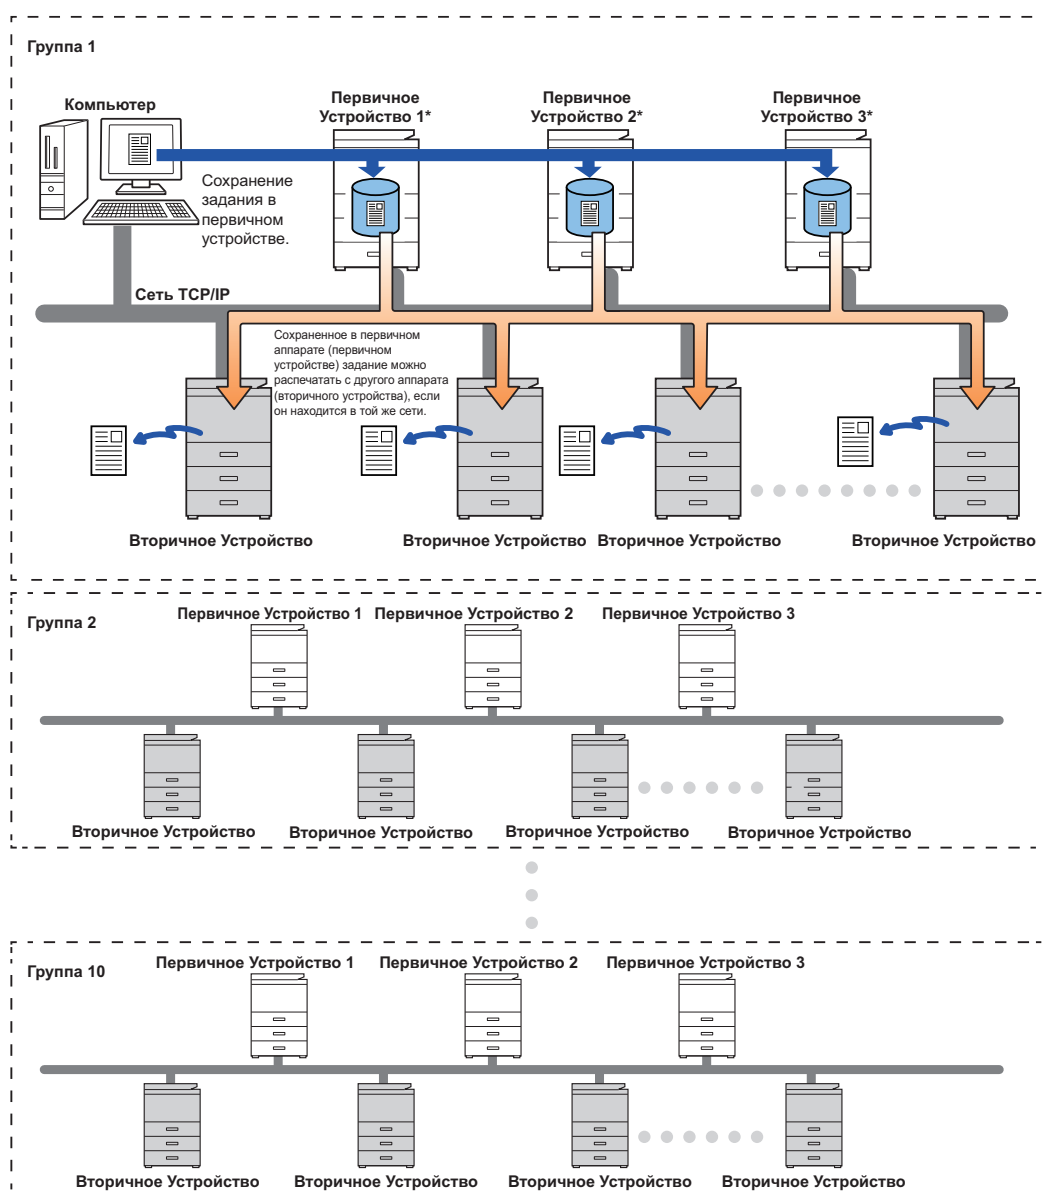 Группа 1
Компьютер
Первичное
Устройство 1*
Первичное
Устройство 2*
Первичное
Устройство 3*
Сохранение
задания в
первичном
устройстве.
Сеть TCP/IP
Сохраненное в первичном
аппарате (первичном
устройстве) задание можно
распечатать с другого аппарата
(вторичного устройства), если
он находится в той же сети.
Вторичное Устройство
Вторичное Устройство
Вторичное Устройство
Вторичное Устройство
Группа 2
Первичное Устройство 1
Первичное Устройство 2
Первичное Устройство 3
Вторичное Устройство
Вторичное Устройство
Вторичное Устройство
Вторичное Устройство
Группа 10
Первичное Устройство 1
Первичное Устройство 2
Первичное Устройство 3
Вторичное Устройство
Вторичное Устройство
Вторичное Устройство
Вторичное Устройство